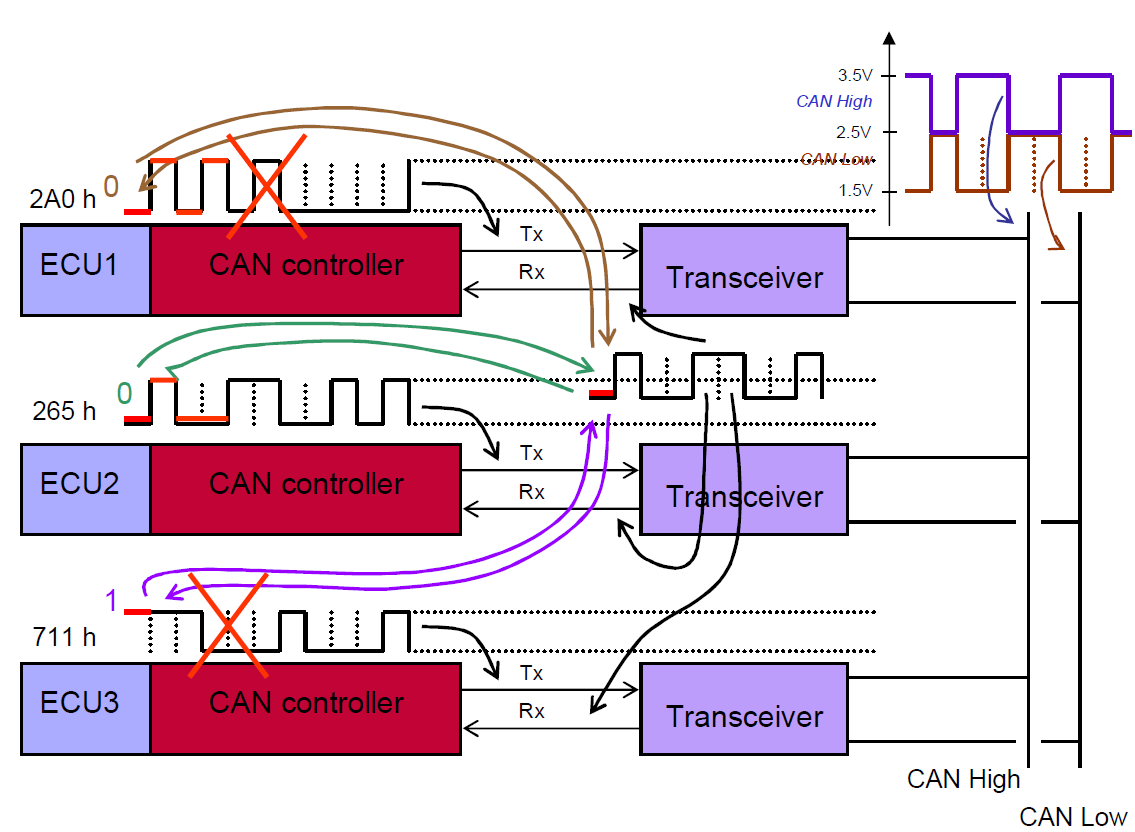 3.5V
CAN High
2.5V
CAN Low
1.5V
0
2A0 h
ECU1
CAN controller
Tx
Rx
Transceiver
0
265 h
ECU2
CAN controller
Tx
Rx
Transceiver
1
711 h
ECU3
CAN controller
Tx
Rx
Transceiver
CAN High
CAN Low